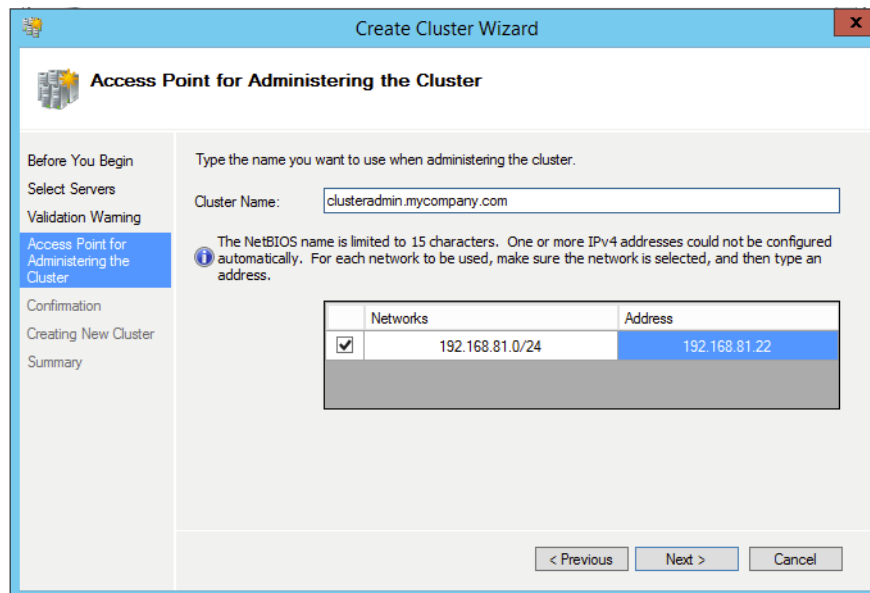 Create Cluster Wizard
x
Access Point for Administering the Cluster
Before You Begin
Select Servers
Validation Warning
Access Point for
Administering the
Cluster
Confirmation
Creating New Cluster
Summary
Type the name you want to use when administering the cluster.
Cluster Name:
clusteradmin.mycompany.com
The NetBIOS name is limited to 15 characters. One or more IPv4 addresses could not be configured
automatically. For each network to be used, make sure the network is selected, and then type an
address.
Networks Address
192.168.81.0/24 192.168.81.22
< Previous Next > Cancel